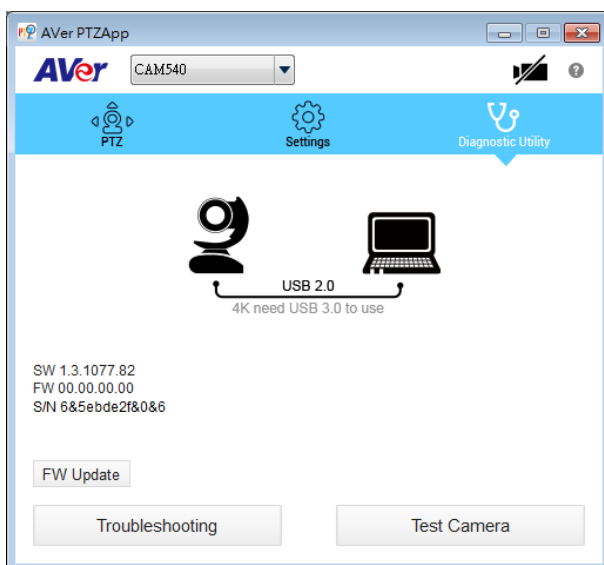 AVer PTZApp
AVer CAM540
PTZ Settings Diagnostic Utility
USB 2.0
4K need USB 3.0 to use
SW 1.3.1077.82
FW 00.00.00.00
S/N 6&5ebde2f&0&6
FW Update
Troubleshooting Test Camera